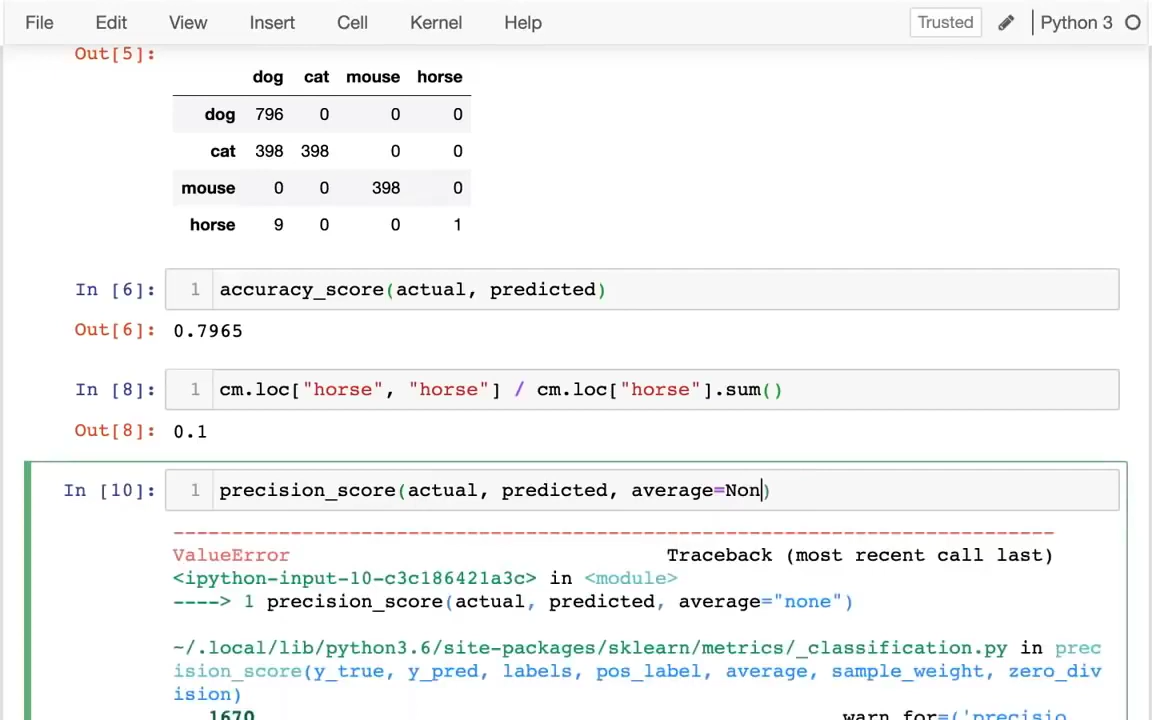 File Edit View Insert Cell Kernel Help Trusted Python 3
Out[5]:
dog cat mouse horse
dog 796 0 0 0
cat 398 398 0 0
mouse 0 0 398 0
horse 9 0 0 1
In [6]: 1 accuracy_score(actual, predicted)
Out[6]: 0.7965
In [8]: 1 cm.loc["horse", "horse"] / cm.loc["horse"].sum()
Out[8]: 0.1
In [10]: 1 precision_score(actual, predicted, average=Non)
---------------------------------------------------------------------------
ValueError Traceback (most recent call last)
<ipython-input-10-c3c186421a3c> in <module>
----> 1 precision_score(actual, predicted, average="none")
~/.local/lib/python3.6/site-packages/sklearn/metrics/_classification.py in prec
ision_score(y_true, y_pred, labels, pos_label, average, sample_weight, zero_div
ision)
1670 warn_for=('precisio